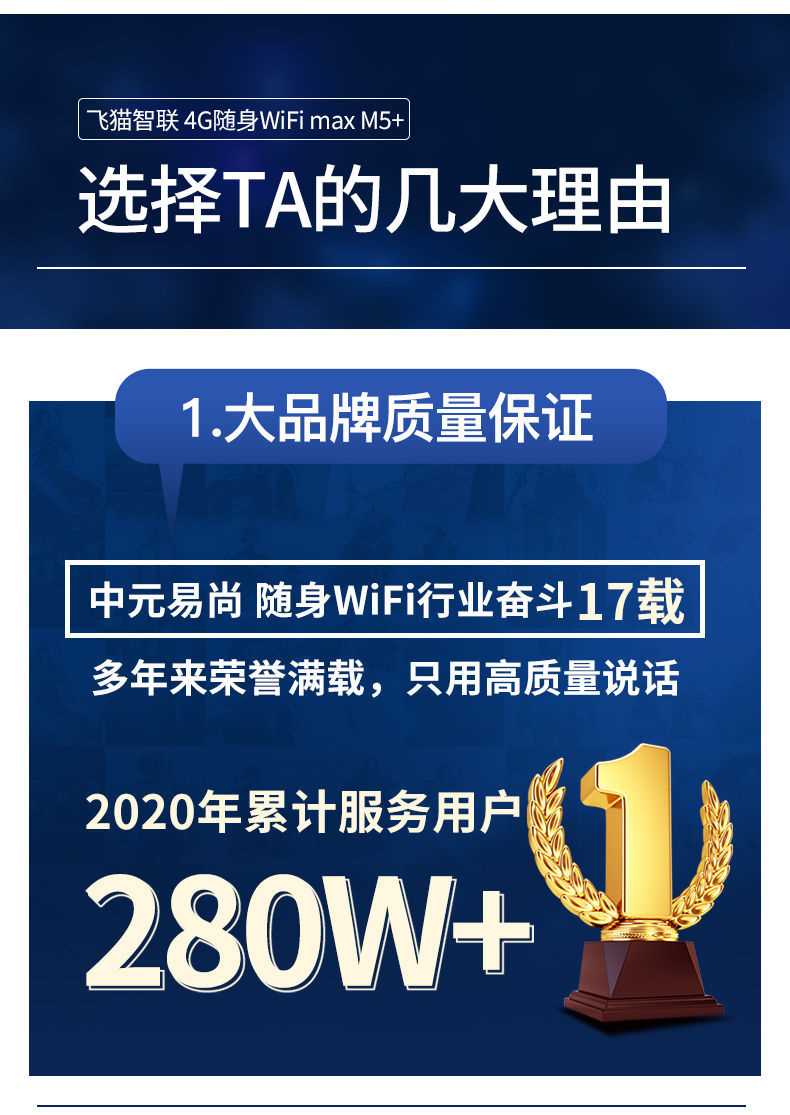 飞猫智联 4G随身WiFi max M5+
选择TA的几大理由
1.大品牌质量保证
中元易尚 随身WiFi行业奋斗17载
多年来荣誉满载，只用高质量说话
2020年累计服务用户
280W+
1